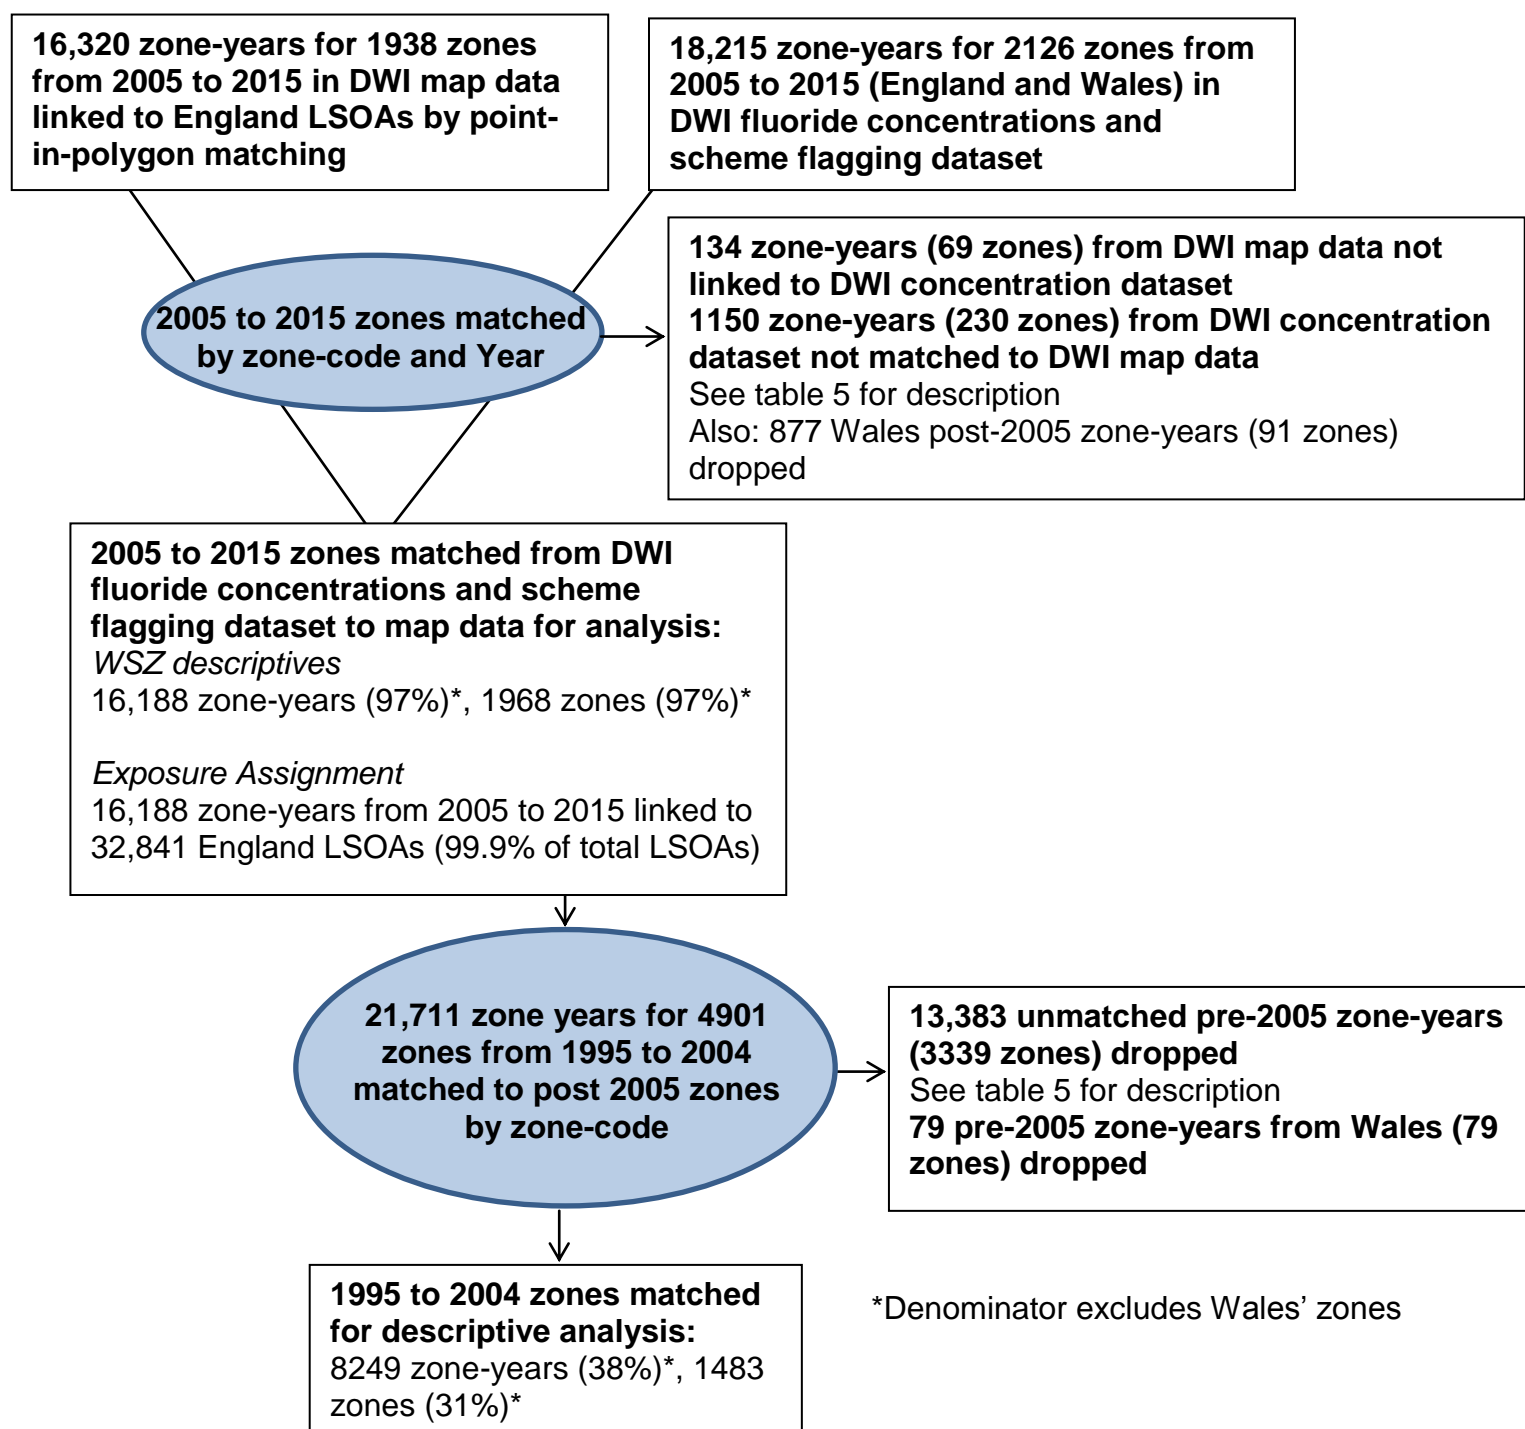 16,320 zone-years for 1938 zones
from 2005 to 2015 in DWI map data
linked to England LSOAs by point-
in-polygon matching
18,215 zone-years for 2126 zones from
2005 to 2015 (England and Wales) in
DWI fluoride concentrations and
scheme flagging dataset
2005 to 2015 zones matched
by zone-code and Year
134 zone-years (69 zones) from DWI map data not
linked to DWI concentration dataset
1150 zone-years (230 zones) from DWI concentration
dataset not matched to DWI map data
See table 5 for description
Also: 877 Wales post-2005 zone-years (91 zones)
dropped
2005 to 2015 zones matched from DWI
fluoride concentrations and scheme
flagging dataset to map data for analysis:
WSZ descriptives
16,188 zone-years (97%)*, 1968 zones (97%)*
Exposure Assignment
16,188 zone-years from 2005 to 2015 linked to
32,841 England LSOAs (99.9% of total LSOAs)
21,711 zone years for 4901
zones from 1995 to 2004
matched to post 2005 zones
by zone-code
13,383 unmatched pre-2005 zone-years
(3339 zones) dropped
See table 5 for description
79 pre-2005 zone-years from Wales (79
zones) dropped
1995 to 2004 zones matched
for descriptive analysis:
8249 zone-years (38%)*, 1483
zones (31%)*
*Denominator excludes Wales’ zones